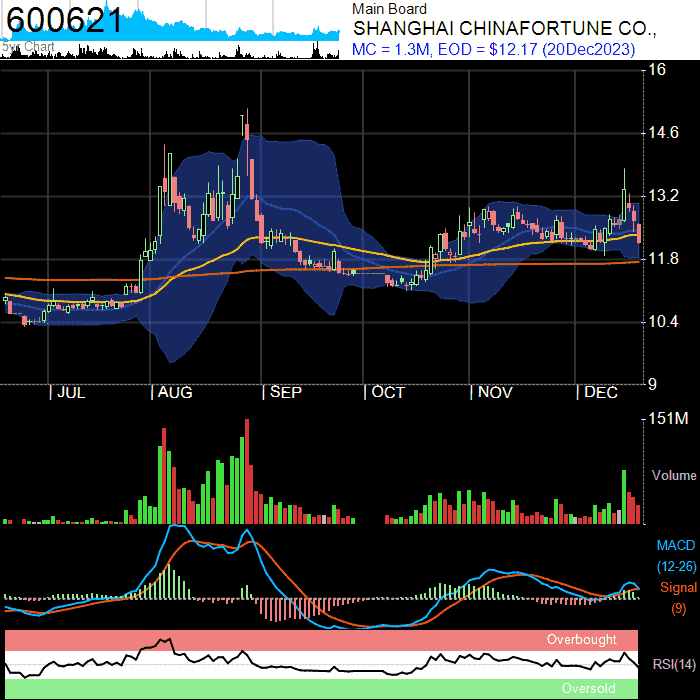 600621
5yr Chart
Main Board
SHANGHAI CHINAFORTUNE CO.,
MC = 1.3M, EOD = $12.17 (20Dec2023)
16
14.6
13.2
11.8
10.4
9
JUL
AUG
SEP
OCT
NOV
DEC
151M
Volume
MACD
(12-26)
Signal
(9)
Overbought
RSI(14)
Oversold